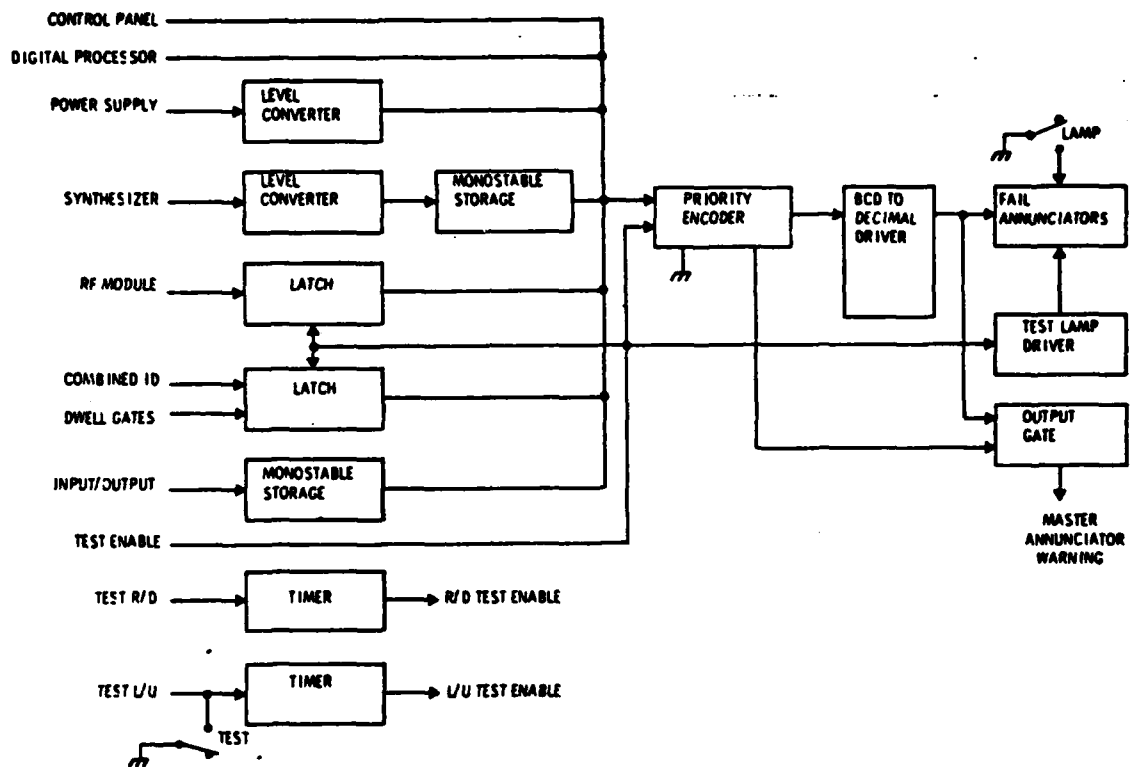 CONTROL PANEL
DIGITAL PROCESSOR
POWER SUPPLY
LEVEL
CONVERTER
LAMP
SYNTHESIZER
LEVEL
CONVERTER
MONOSTABLE
STORAGE
PRIORITY
ENCODER
BCD TO
DECIMAL
DRIVER
FAIL
ANNUNCIATORS
RF MODULE
LATCH
TEST LAMP
DRIVER
COMBINED ID
DWELL GATES
LATCH
OUTPUT
GATE
INPUT/OUTPUT
MONOSTABLE
STORAGE
MASTER
ANNUNCIATOR
WARNING
TEST ENABLE
TEST R/D
TIMER
R/D TEST ENABLE
TEST L/U
TIMER
L/U TEST ENABLE
TEST